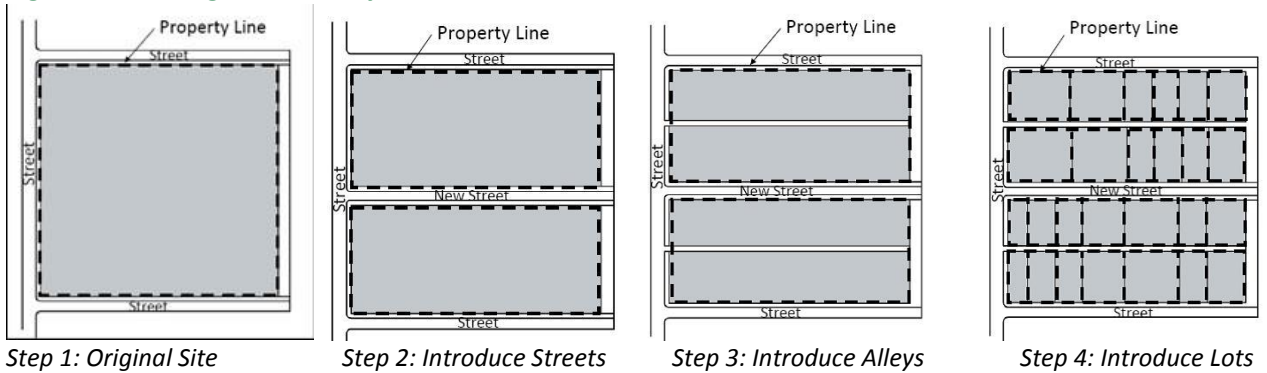 Property Line
Street
Street
Street
Step 1: Original Site
Property Line
Street
Street
New Street
Street
Step 2: Introduce Streets
Property Line
Street
Street
New Street
Street
Step 3: Introduce Alleys
Property Line
Street
Street
New Street
Street
Step 4: Introduce Lots